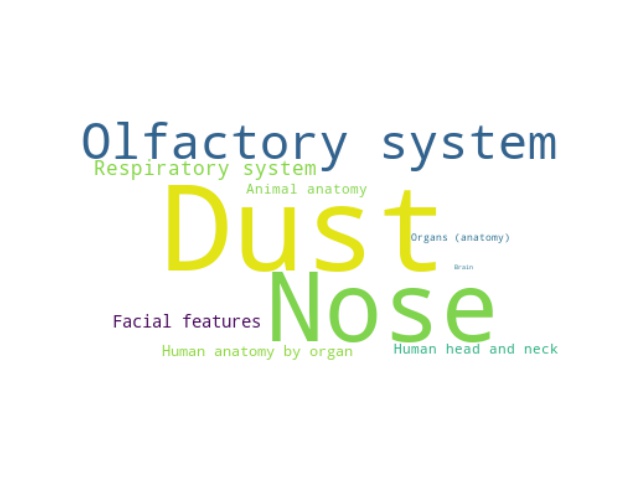 Olfactory system
Respiratory system
Animal anatomy
Dust
Organs (anatomy)
Brain
Nose
Facial features
Human anatomy by organ
Human head and neck